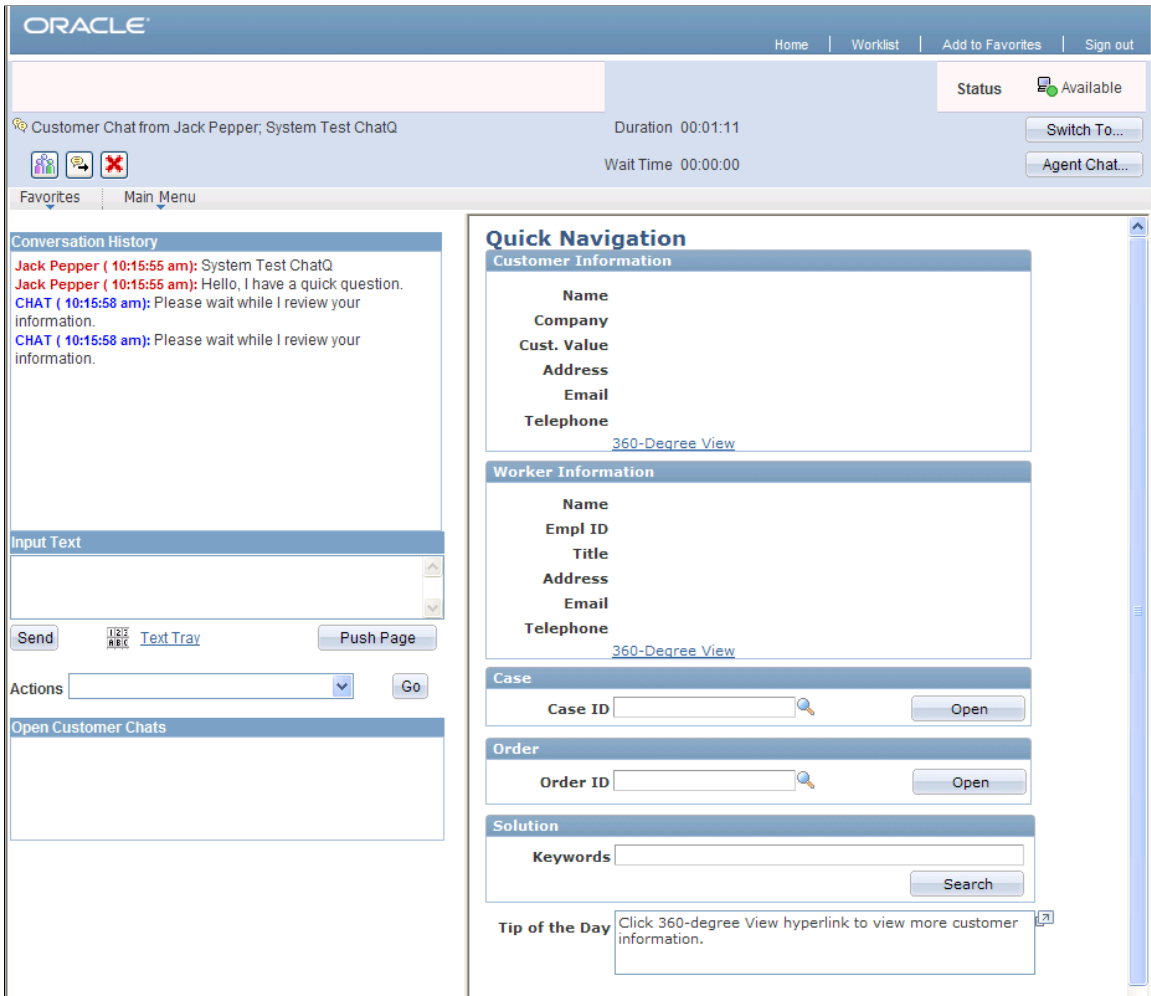 ORACLE
Home Worklist Add to Favorites Sign out
Status Available
Customer Chat from Jack Pepper; System Test ChatQ
Duration 00:01:11
Switch To...
Wait Time 00:00:00
Agent Chat...
Favorites Main Menu
Conversation History
Jack Pepper ( 10:15:55 am): System Test ChatQ
Jack Pepper ( 10:15:55 am): Hello, I have a quick question.
CHAT ( 10:15:58 am): Please wait while I review your
information.
CHAT ( 10:15:58 am): Please wait while I review your
information.
Input Text
Send
123
ABC
Text Tray
Push Page
Actions
Go
Open Customer Chats
Quick Navigation
Customer Information
Name
Company
Cust. Value
Address
Email
Telephone
360-Degree View
Worker Information
Name
Empl ID
Title
Address
Email
Telephone
360-Degree View
Case
Case ID
Open
Order
Order ID
Open
Solution
Keywords
Search
Tip of the Day
Click 360-degree View hyperlink to view more customer
information.